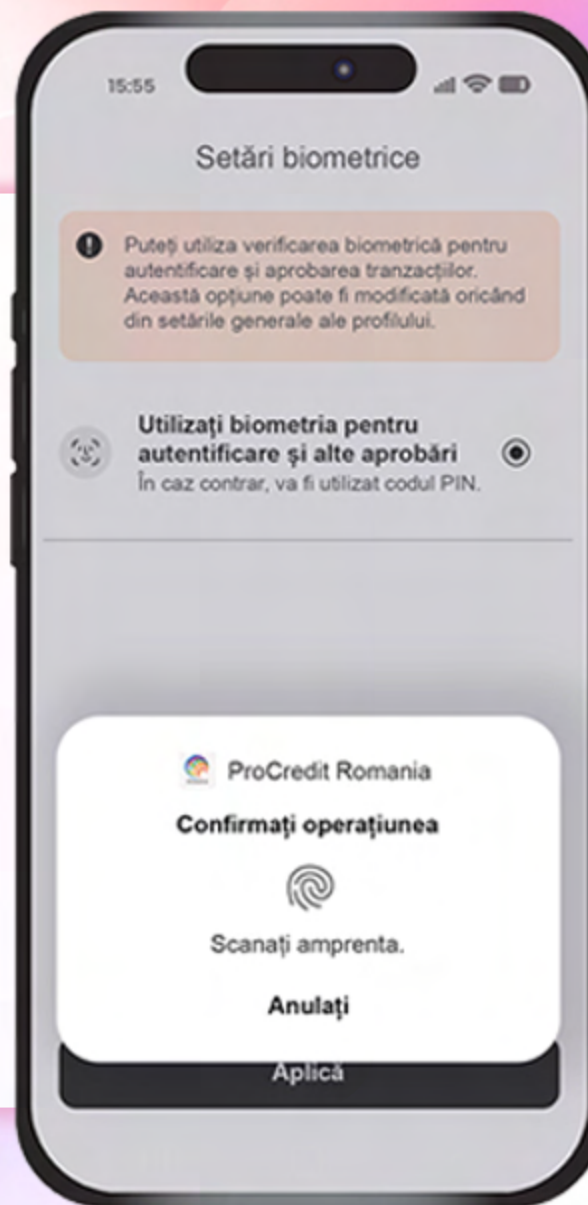 15:55
Setări biometrice
Puteți utiliza verificarea biometrică pentru
autentificare și aprobarea tranzacțiilor.
Această opțiune poate fi modificată oricând
din setările generale ale profilului.
Utilizați biometria pentru
autentificare și alte aprobări
În caz contrar, va fi utilizat codul PIN.
ProCredit Romania
Confirmați operațiunea
Scanați amprenta.
Anulați
Aplică